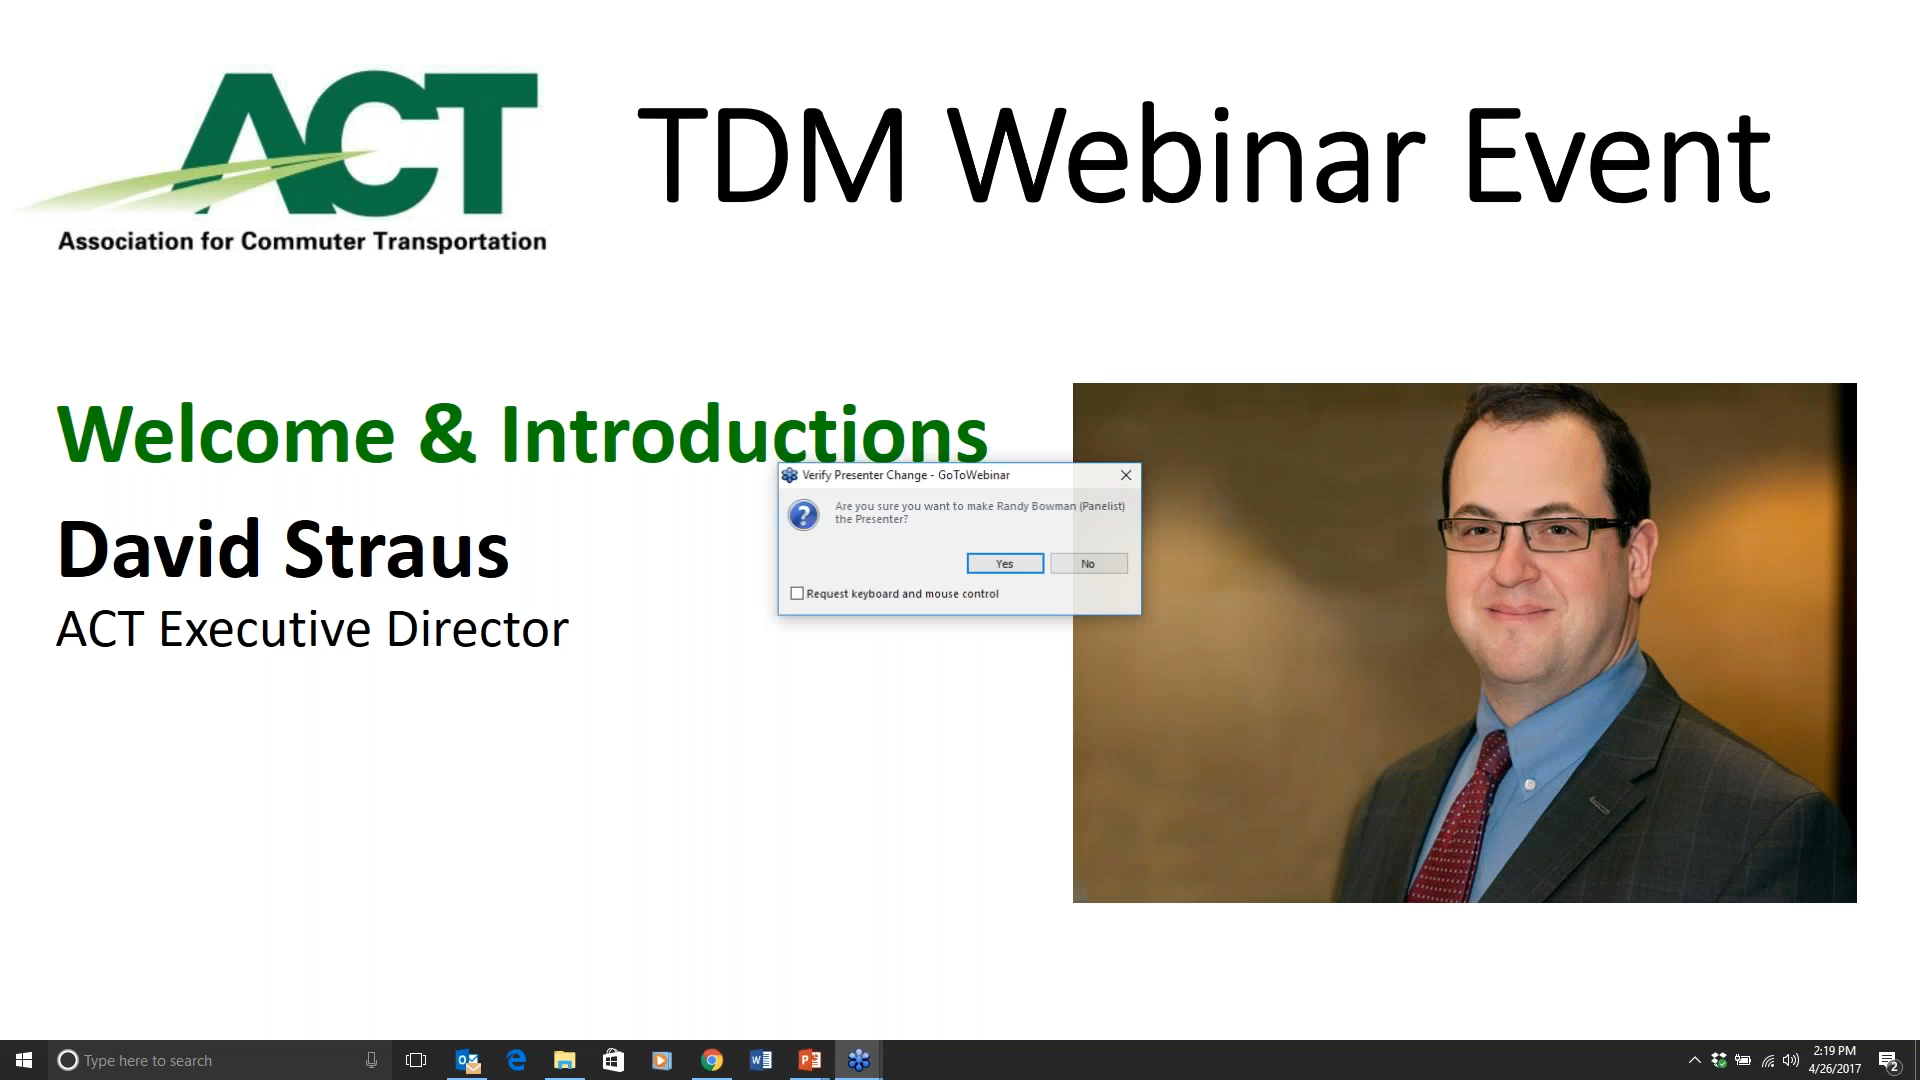 ACT
TDM Webinar Event
Association for Commuter Transportation
Welcome & Introductions
Verify Presenter Change - GoToWebinar
Are you sure you want to make Randy Bowman (Panelist)
the Presenter?
Yes
No
Request keyboard and mouse control
David Straus
ACT Executive Director
Type here to search
2:19 PM
4/26/2017
2